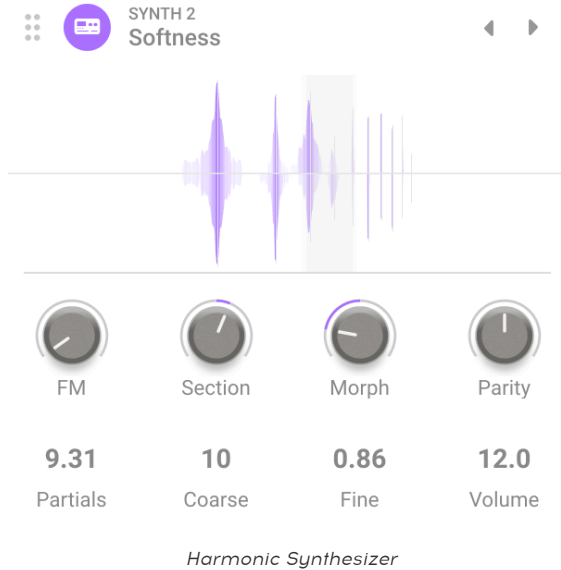 SYNTH 2
Softness
FM Section Morph Parity
9.31 10 0.86 12.0
Partials Coarse Fine Volume
Harmonic Synthesizer